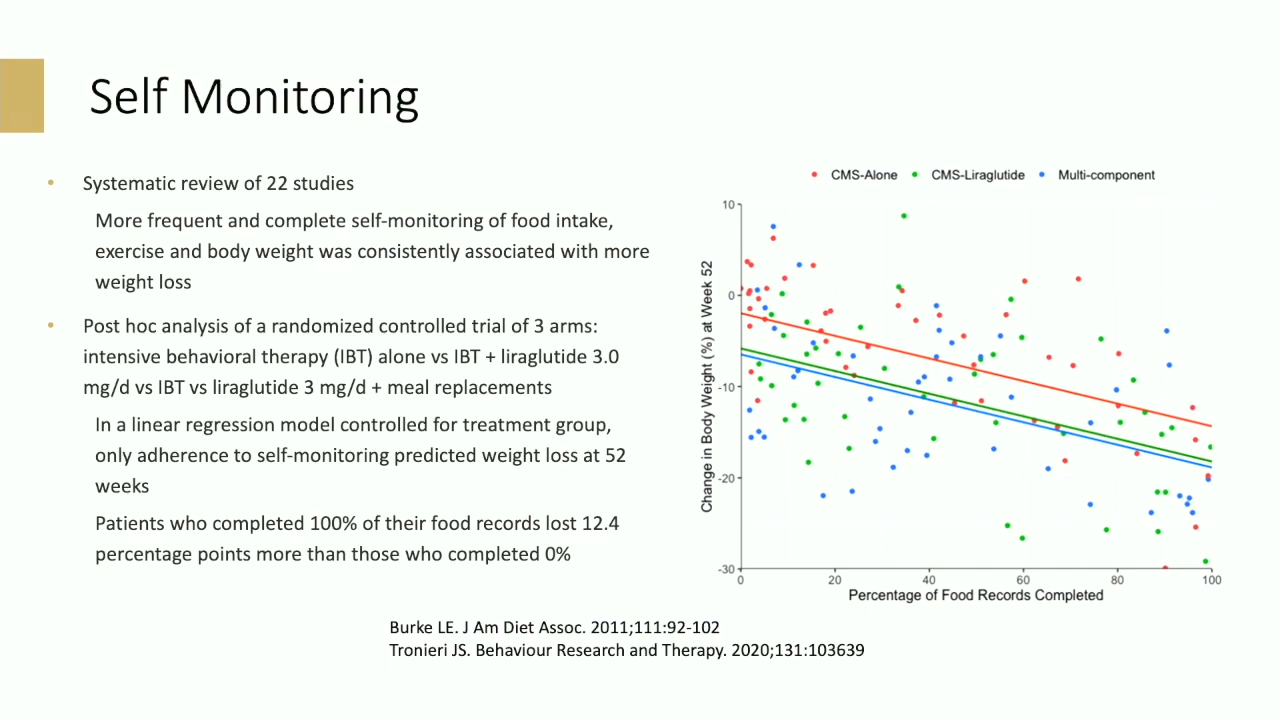 Self Monitoring
• Systematic review of 22 studies
More frequent and complete self-monitoring of food intake,
exercise and body weight was consistently associated with more
weight loss
• Post hoc analysis of a randomized controlled trial of 3 arms:
intensive behavioral therapy (IBT) alone vs IBT + liraglutide 3.0
mg/d vs IBT vs liraglutide 3 mg/d + meal replacements
In a linear regression model controlled for treatment group,
only adherence to self-monitoring predicted weight loss at 52
weeks
Patients who completed 100% of their food records lost 12.4
percentage points more than those who completed 0%
CMS-Alone CMS-Liraglutide Multi-component
Change in Body Weight (%) at Week 52
10
0
-10
-20
-30
0 20 40 60 80 100
Percentage of Food Records Completed
Burke LE. J Am Diet Assoc. 2011;111:92-102
Tronieri JS. Behaviour Research and Therapy. 2020;131:103639